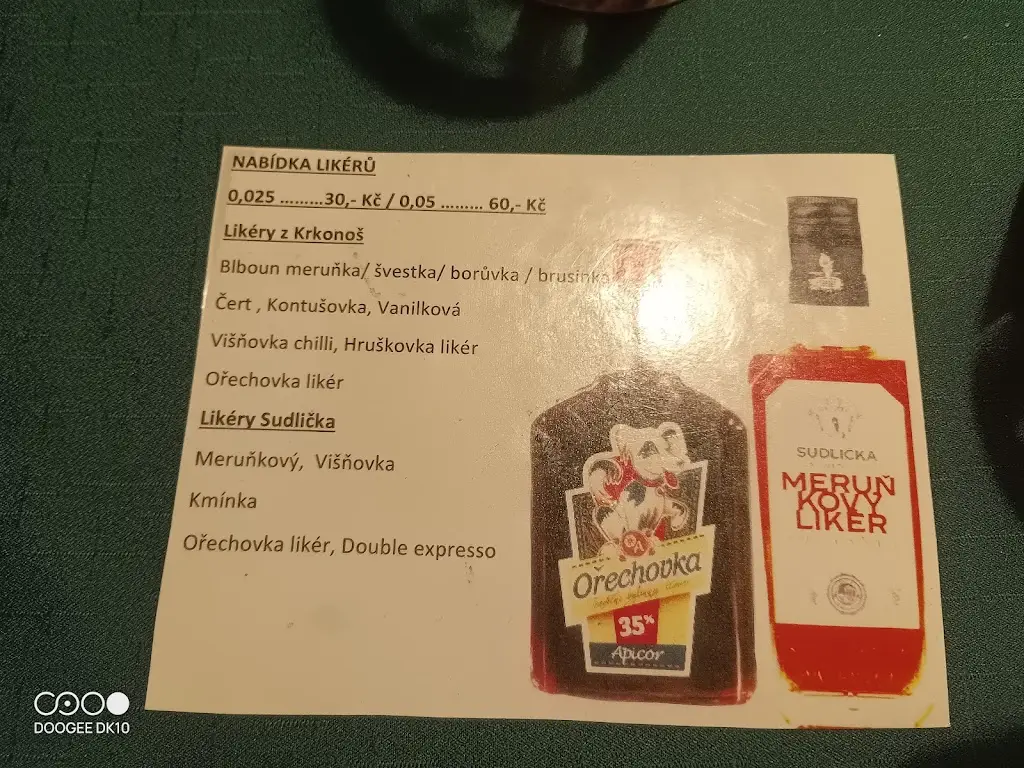 NABÍDKA LIKÉRŮ
0,025 .........30,- Kč / 0,05 ......... 60,- Kč
Likéry z Krkonoš
Blboun meruňka/ švestka/ borůvka / brusinka
Čert , Kontušovka, Vanilková
Višňovka chilli, Hruškovka likér
Ořechovka likér
Likéry Sudlička
Meruňkový, Višňovka
Kmínka
Ořechovka likér, Double expresso
Ořechovka
35%
Apicor
SUDLICKA
MERUŇ
KOVÝ
LIKÉR
DOOGEE DK10